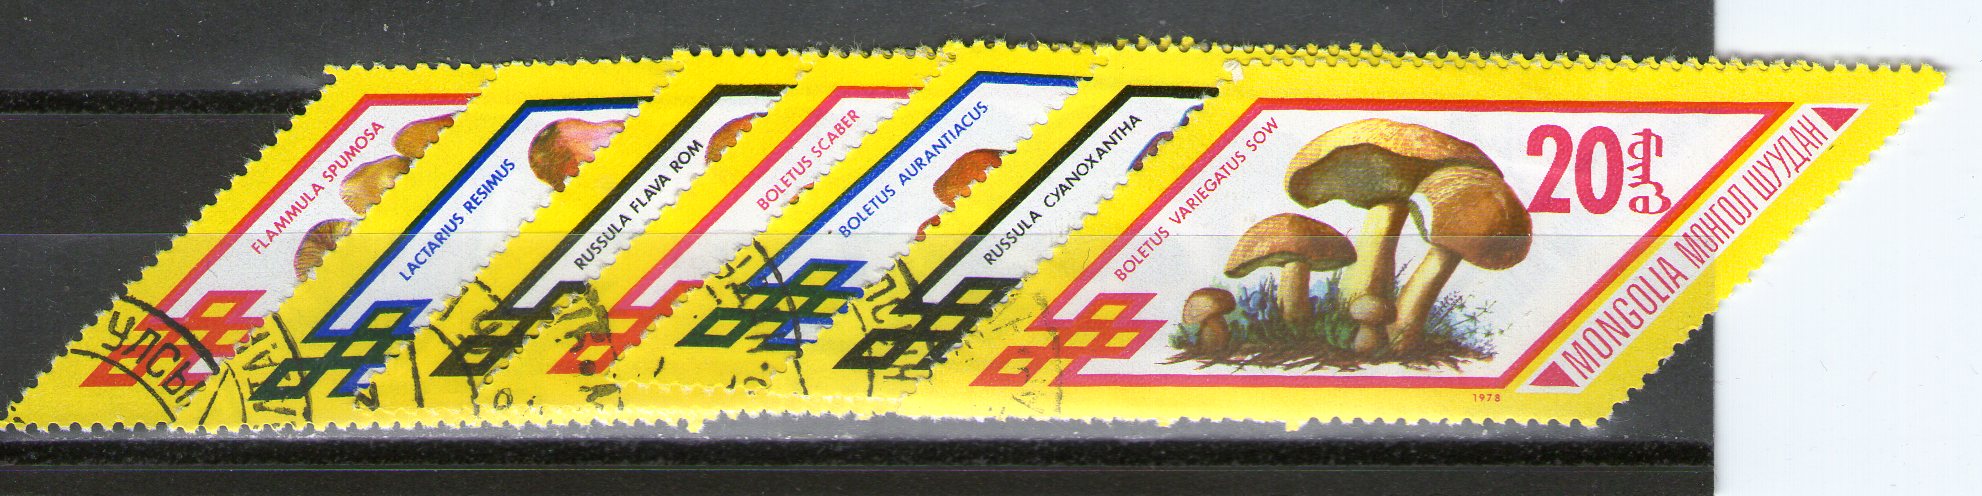 FLAMMULA SPUMOSA
LACTARIUS RESIMUS
RUSSULA FLAVA ROM
BOLETUS SCABER
BOLETUS AURANTIACUS
RUSSULA CYANOXANTHA
BOLETUS VARIEGATUS SOW
20
MONGOLIA МОНГОЛ ШУУДАН
1978
УЛСЫ